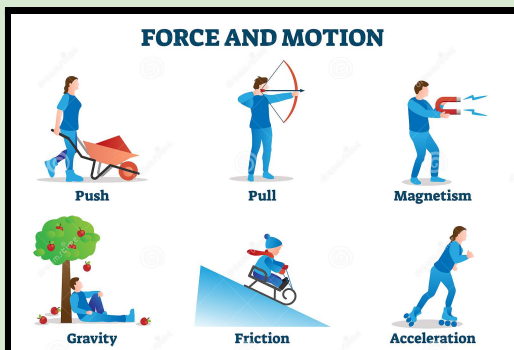 FORCE AND MOTION
Push Pull Magnetism
Gravity Friction Acceleration